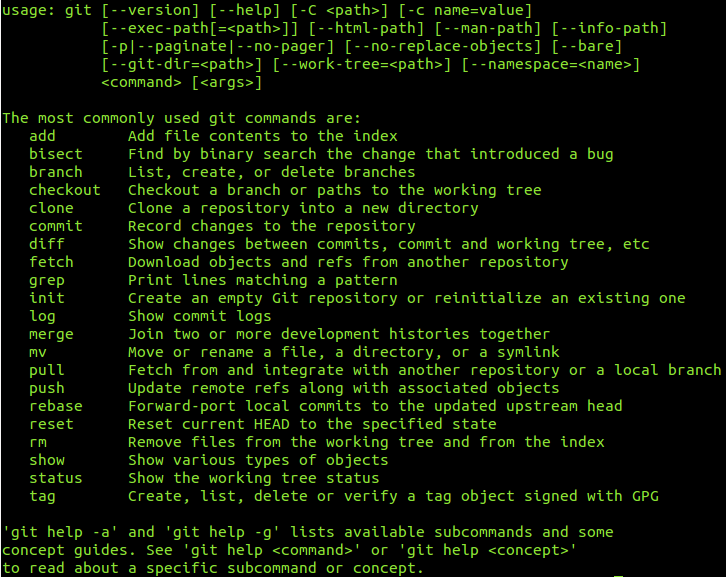 usage: git [--version] [--help] [-C <path>] [-c name=value]
           [--exec-path[=<path>]] [--html-path] [--man-path] [--info-path]
           [-p|--paginate|--no-pager] [--no-replace-objects] [--bare]
           [--git-dir=<path>] [--work-tree=<path>] [--namespace=<name>]
           <command> [<args>]

The most commonly used git commands are:
   add        Add file contents to the index
   bisect     Find by binary search the change that introduced a bug
   branch     List, create, or delete branches
   checkout   Checkout a branch or paths to the working tree
   clone      Clone a repository into a new directory
   commit     Record changes to the repository
   diff       Show changes between commits, commit and working tree, etc
   fetch      Download objects and refs from another repository
   grep       Print lines matching a pattern
   init       Create an empty Git repository or reinitialize an existing one
   log        Show commit logs
   merge      Join two or more development histories together
   mv         Move or rename a file, a directory, or a symlink
   pull       Fetch from and integrate with another repository or a local branch
   push       Update remote refs along with associated objects
   rebase     Forward-port local commits to the updated upstream head
   reset      Reset current HEAD to the specified state
   rm         Remove files from the working tree and from the index
   show       Show various types of objects
   status     Show the working tree status
   tag        Create, list, delete or verify a tag object signed with GPG

'git help -a' and 'git help -g' lists available subcommands and some
concept guides. See 'git help <command>' or 'git help <concept>'
to read about a specific subcommand or concept.